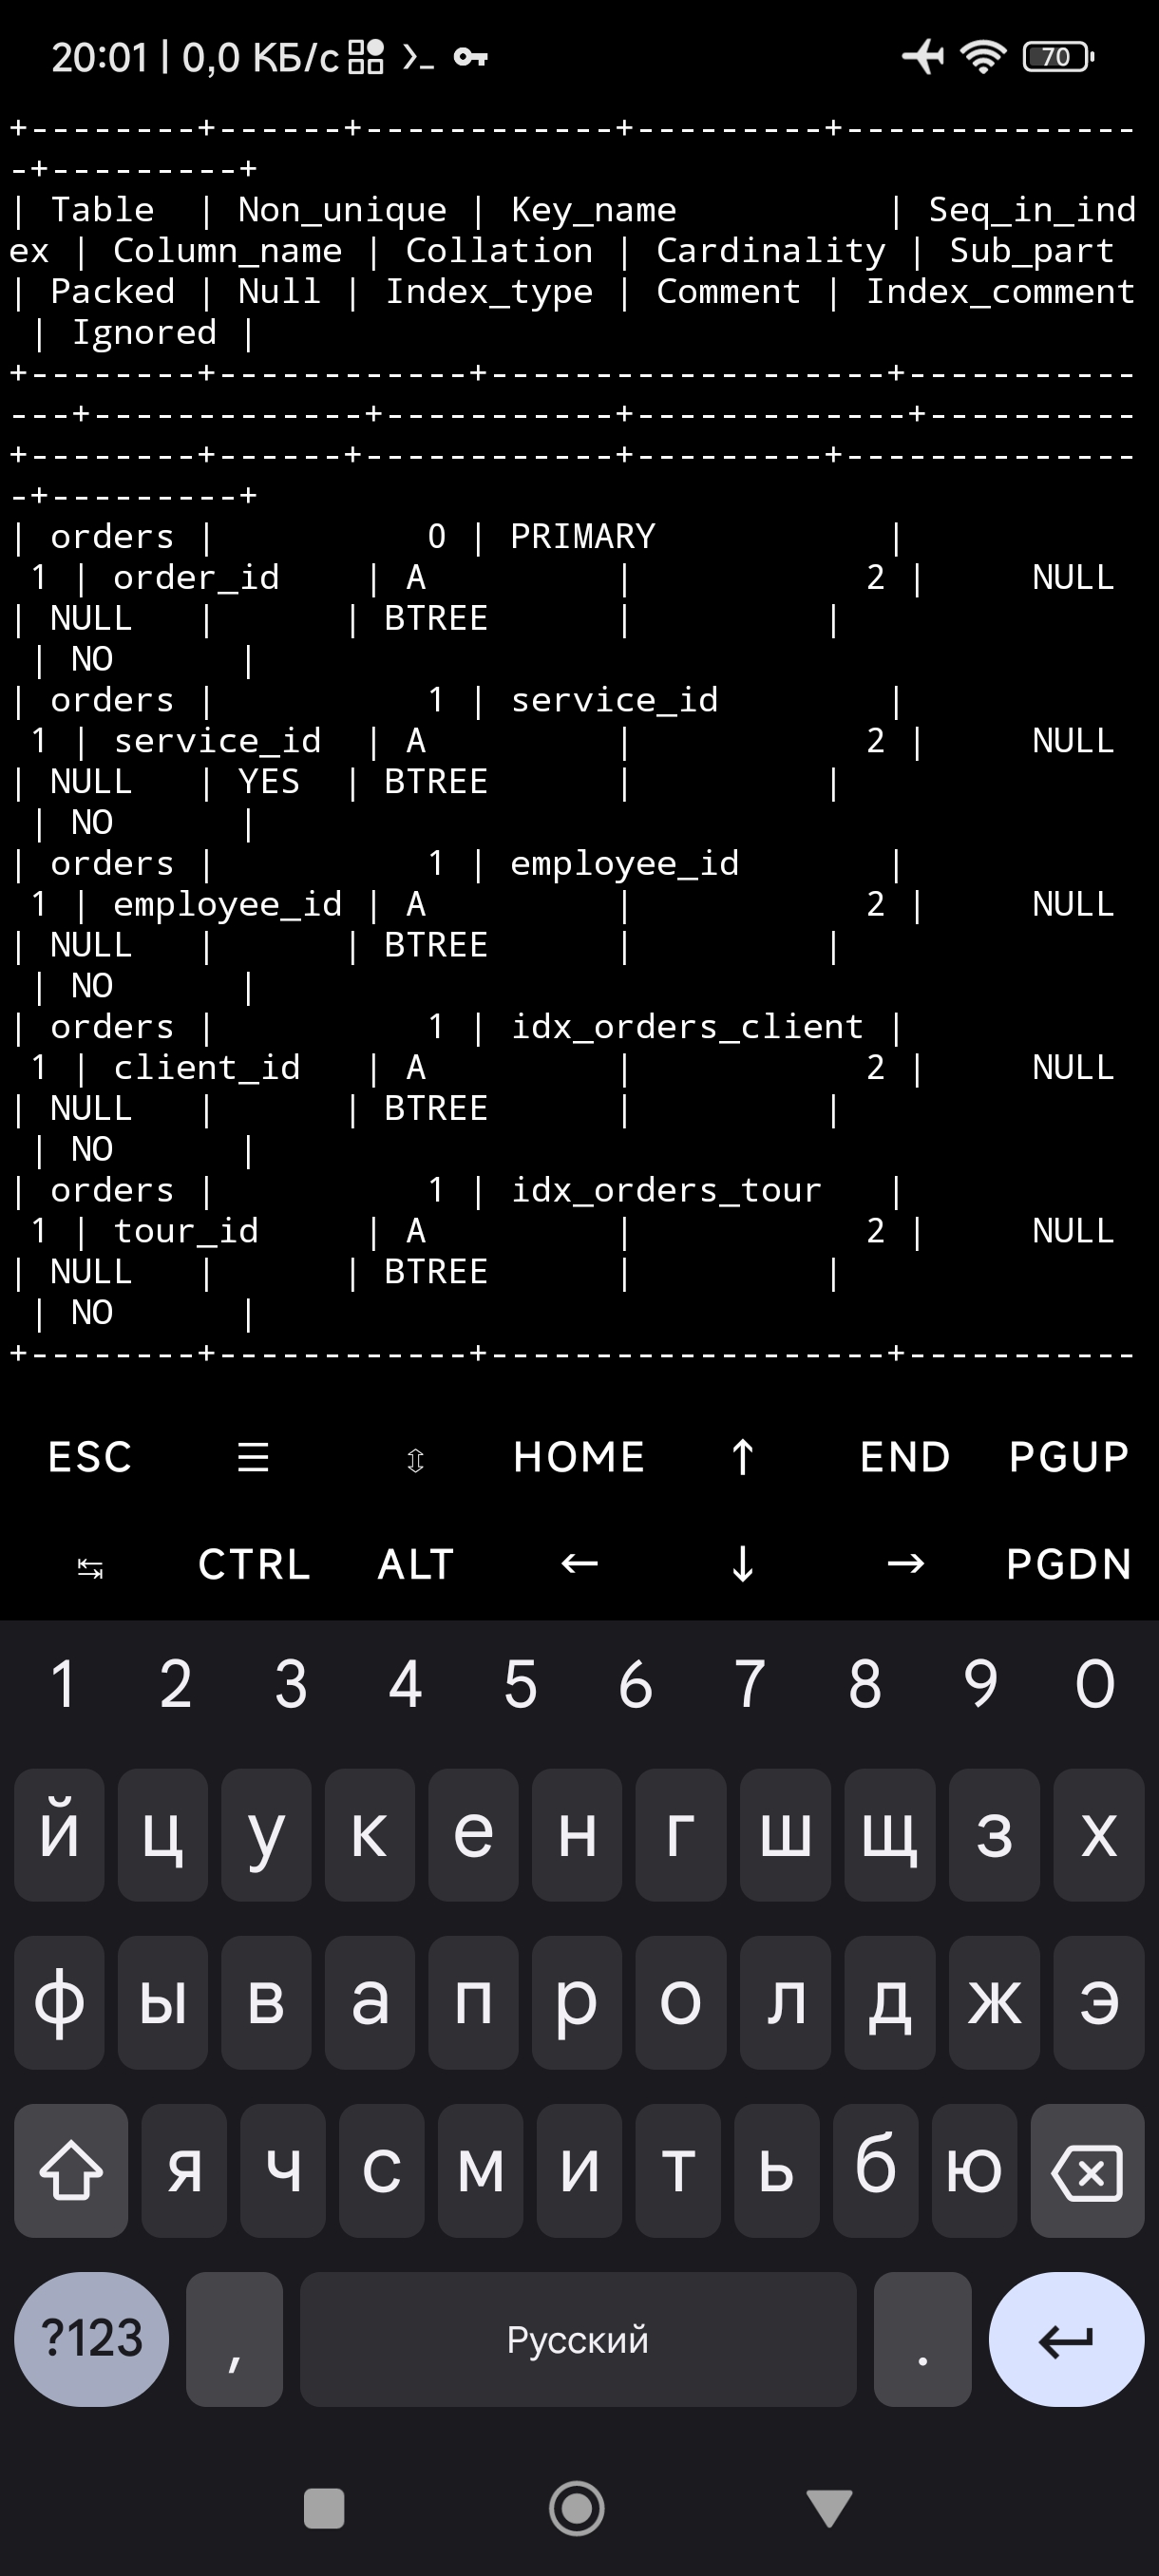 20:01 | 0,0 КБ/с >_ 70
+--------+------+------------+---------+--------------
-+---------+
| Table  | Non_unique | Key_name          | Seq_in_ind
ex | Column_name | Collation | Cardinality | Sub_part 
| Packed | Null | Index_type | Comment | Index_comment
 | Ignored |
+--------+------------+-------------------+-----------
---+-------------+-----------+-------------+----------
+--------+------+------------+---------+--------------
-+---------+
| orders |          0 | PRIMARY           |
 1 | order_id    | A         |           2 |     NULL 
| NULL   |      | BTREE      |         |
 | NO      |
| orders |          1 | service_id        |
 1 | service_id  | A         |           2 |     NULL 
| NULL   | YES  | BTREE      |         |
 | NO      |
| orders |          1 | employee_id       |
 1 | employee_id | A         |           2 |     NULL 
| NULL   |      | BTREE      |         |
 | NO      |
| orders |          1 | idx_orders_client |
 1 | client_id   | A         |           2 |     NULL 
| NULL   |      | BTREE      |         |
 | NO      |
| orders |          1 | idx_orders_tour   |
 1 | tour_id     | A         |           2 |     NULL 
| NULL   |      | BTREE      |         |
 | NO      |
+--------+------------+-------------------+-----------
ESC ☰ ⇳ HOME ↑ END PGUP
↹ CTRL ALT ← ↓ → PGDN
1 2 3 4 5 6 7 8 9 0
й ц у к е н г ш щ з х
ф ы в а п р о л д ж э
я ч с м и т ь б ю
?123 , Русский .